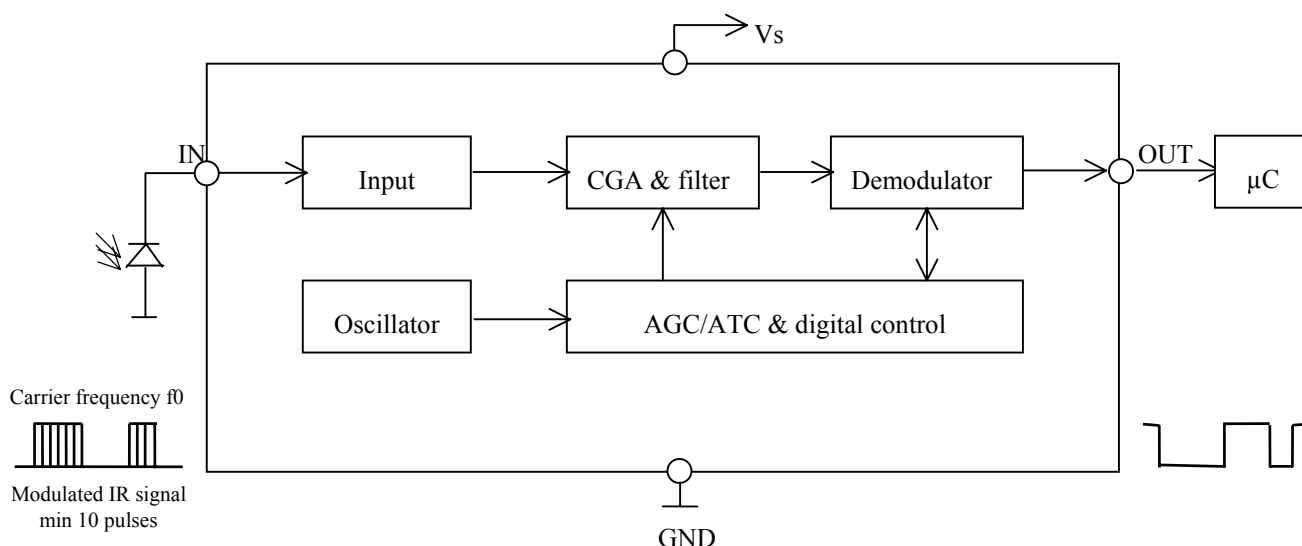 Vs
IN
Input
CGA & filter
Demodulator
OUT
µC
Oscillator
AGC/ATC & digital control
Carrier frequency f0
Modulated IR signal
min 10 pulses
GND